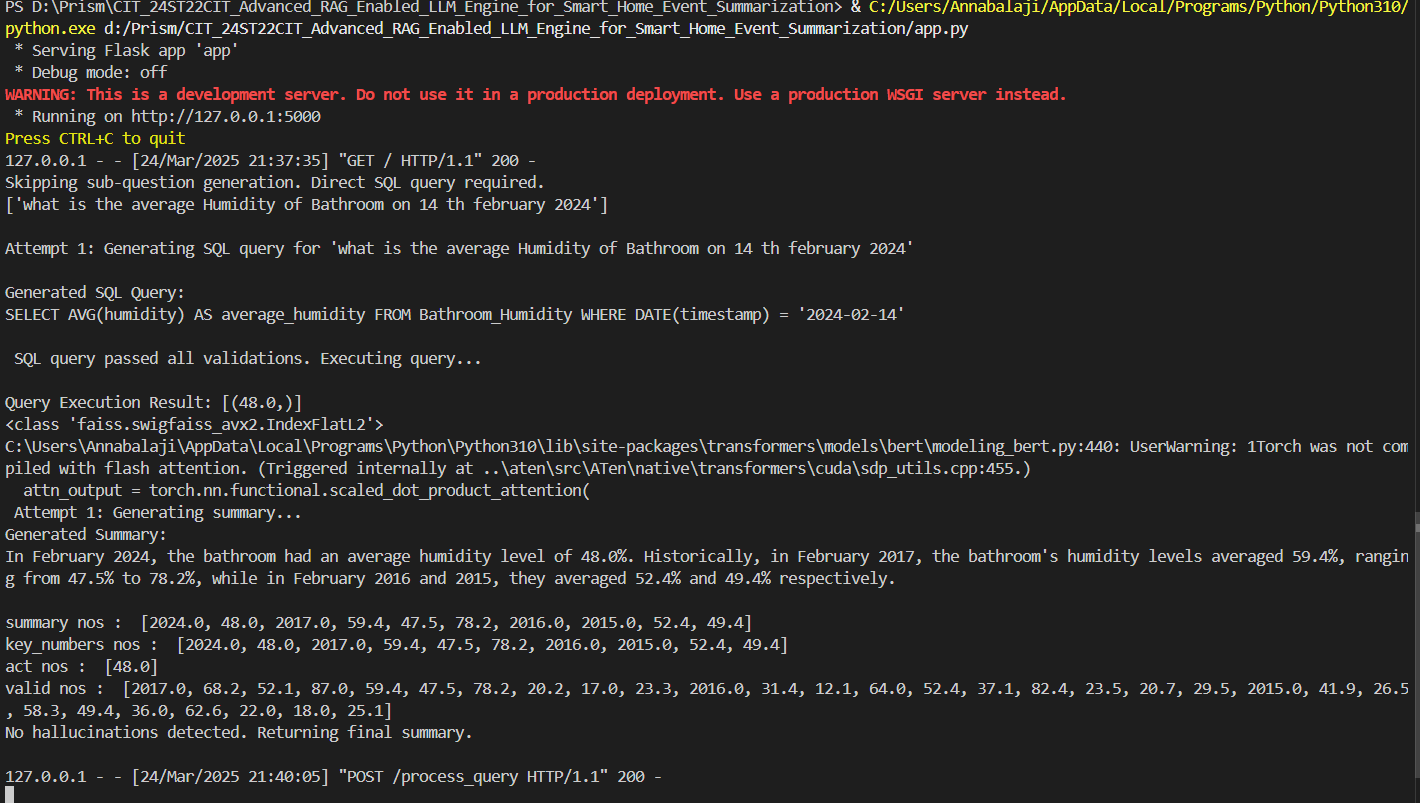 PS D:\Prism\CIT_24ST22CIT_Advanced_RAG_Enabled_LLM_Engine_for_Smart_Home_Event_Summarization> & C:/Users/Annabalaji/AppData/Local/Programs/Python/Python310/
python.exe d:/Prism/CIT_24ST22CIT_Advanced_RAG_Enabled_LLM_Engine_for_Smart_Home_Event_Summarization/app.py
 * Serving Flask app 'app'
 * Debug mode: off
WARNING: This is a development server. Do not use it in a production deployment. Use a production WSGI server instead.
 * Running on http://127.0.0.1:5000
Press CTRL+C to quit
127.0.0.1 - - [24/Mar/2025 21:37:35] "GET / HTTP/1.1" 200 -
Skipping sub-question generation. Direct SQL query required.
['what is the average Humidity of Bathroom on 14 th february 2024']
Attempt 1: Generating SQL query for 'what is the average Humidity of Bathroom on 14 th february 2024'
Generated SQL Query:
SELECT AVG(humidity) AS average_humidity FROM Bathroom_Humidity WHERE DATE(timestamp) = '2024-02-14'
 SQL query passed all validations. Executing query...
Query Execution Result: [(48.0,)]
<class 'faiss.swigfaiss_avx2.IndexFlatL2'>
C:\Users\Annabalaji\AppData\Local\Programs\Python\Python310\lib\site-packages\transformers\models\bert\modeling_bert.py:440: UserWarning: 1Torch was not com
piled with flash attention. (Triggered internally at ..\aten\src\ATen\native\transformers\cuda\sdp_utils.cpp:455.)
  attn_output = torch.nn.functional.scaled_dot_product_attention(
 Attempt 1: Generating summary...
Generated Summary:
In February 2024, the bathroom had an average humidity level of 48.0%. Historically, in February 2017, the bathroom's humidity levels averaged 59.4%, rangin
g from 47.5% to 78.2%, while in February 2016 and 2015, they averaged 52.4% and 49.4% respectively.
summary nos :  [2024.0, 48.0, 2017.0, 59.4, 47.5, 78.2, 2016.0, 2015.0, 52.4, 49.4]
key_numbers nos :  [2024.0, 48.0, 2017.0, 59.4, 47.5, 78.2, 2016.0, 2015.0, 52.4, 49.4]
act nos :  [48.0]
valid nos :  [2017.0, 68.2, 52.1, 87.0, 59.4, 47.5, 78.2, 20.2, 17.0, 23.3, 2016.0, 31.4, 12.1, 64.0, 52.4, 37.1, 82.4, 23.5, 20.7, 29.5, 2015.0, 41.9, 26.5
, 58.3, 49.4, 36.0, 62.6, 22.0, 18.0, 25.1]
No hallucinations detected. Returning final summary.
127.0.0.1 - - [24/Mar/2025 21:40:05] "POST /process_query HTTP/1.1" 200 -